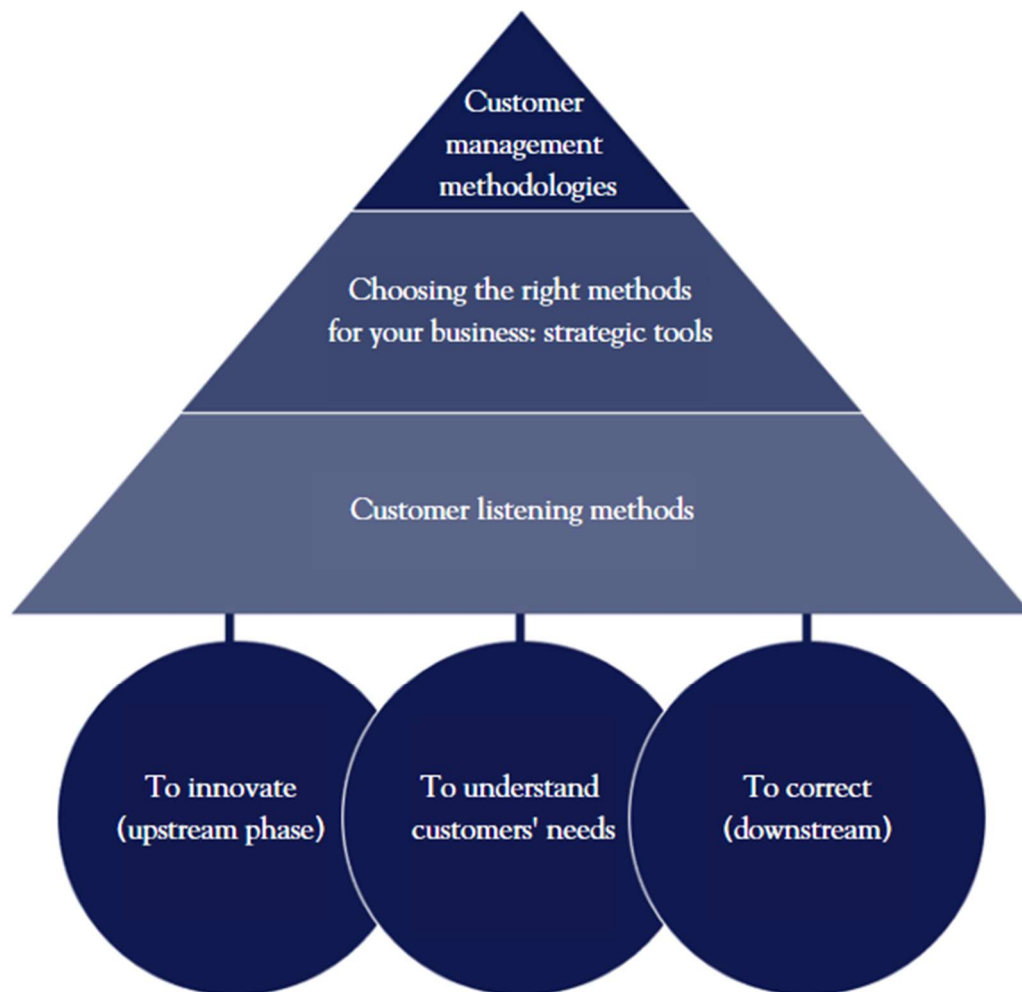 Customer
management
methodologies
Choosing the right methods
for your business: strategic tools
Customer listening methods
To innovate
(upstream phase)
To understand
customers' needs
To correct
(downstream)